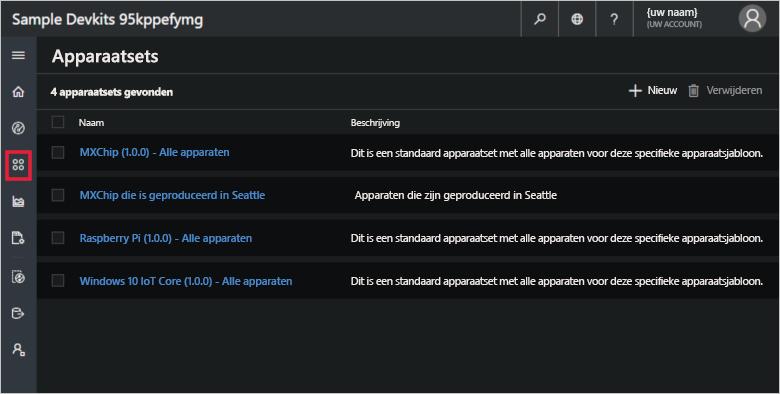 Sample Devkits 95kppefymg
?
{uw naam}
(UW ACCOUNT)
Apparaatsets
4 apparaatsets gevonden
Nieuw
Verwijderen
Naam Beschrijving
MXChip (1.0.0) - Alle apparaten Dit is een standaard apparaatset met alle apparaten voor deze specifieke apparaatsjabloon.
MXChip die is geproduceerd in Seattle Apparaten die zijn geproduceerd in Seattle
Raspberry Pi (1.0.0) - Alle apparaten Dit is een standaard apparaatset met alle apparaten voor deze specifieke apparaatsjabloon.
Windows 10 IoT Core (1.0.0) - Alle apparaten Dit is een standaard apparaatset met alle apparaten voor deze specifieke apparaatsjabloon.